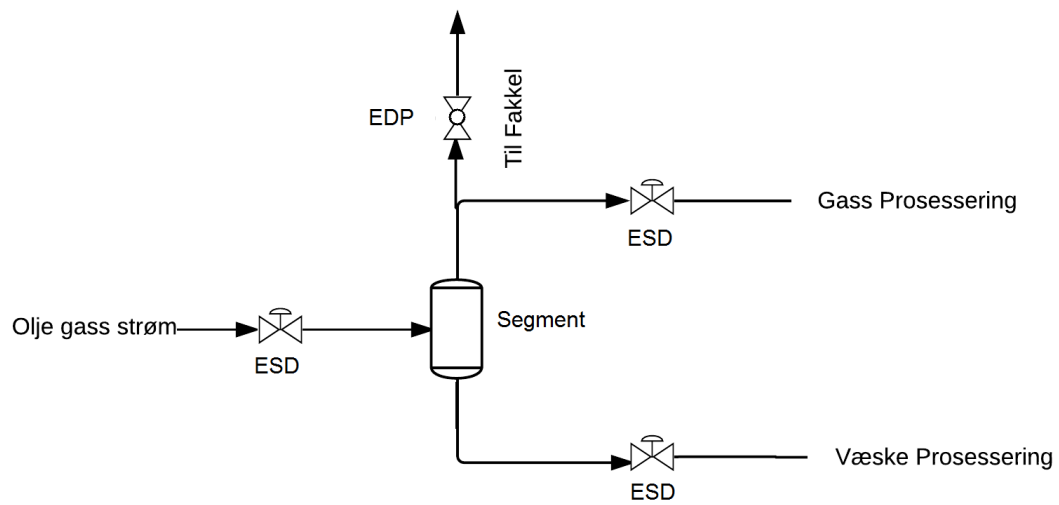 Til Fakkel
EDP
Gass Prosessering
ESD
Olje gass strøm
Segment
ESD
Væske Prosessering
ESD